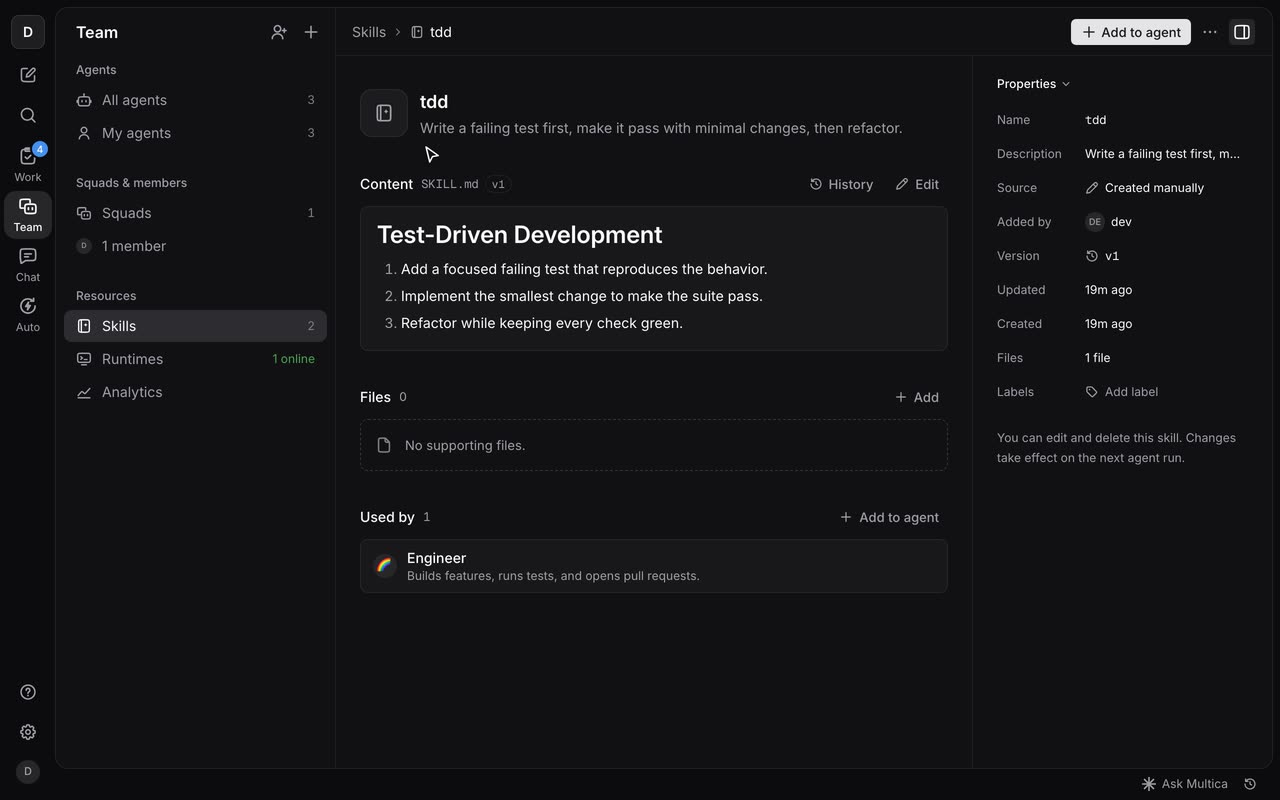 D
Team
Skills
tdd
Add to agent
Agents
All agents 3
My agents 3
Squads & members
Squads 1
D
1 member
Resources
Skills 2
Runtimes 1 online
Analytics
4
Work
Team
Chat
Auto
D
tdd
Write a failing test first, make it pass with minimal changes, then refactor.
Content SKILL.md v1
History
Edit
Test-Driven Development
1. Add a focused failing test that reproduces the behavior.
2. Implement the smallest change to make the suite pass.
3. Refactor while keeping every check green.
Files 0
Add
No supporting files.
Used by 1
Add to agent
Engineer
Builds features, runs tests, and opens pull requests.
Properties
Name tdd
Description Write a failing test first, m...
Source Created manually
Added by DE dev
Version v1
Updated 19m ago
Created 19m ago
Files 1 file
Labels Add label
You can edit and delete this skill. Changes
take effect on the next agent run.
Ask Multica